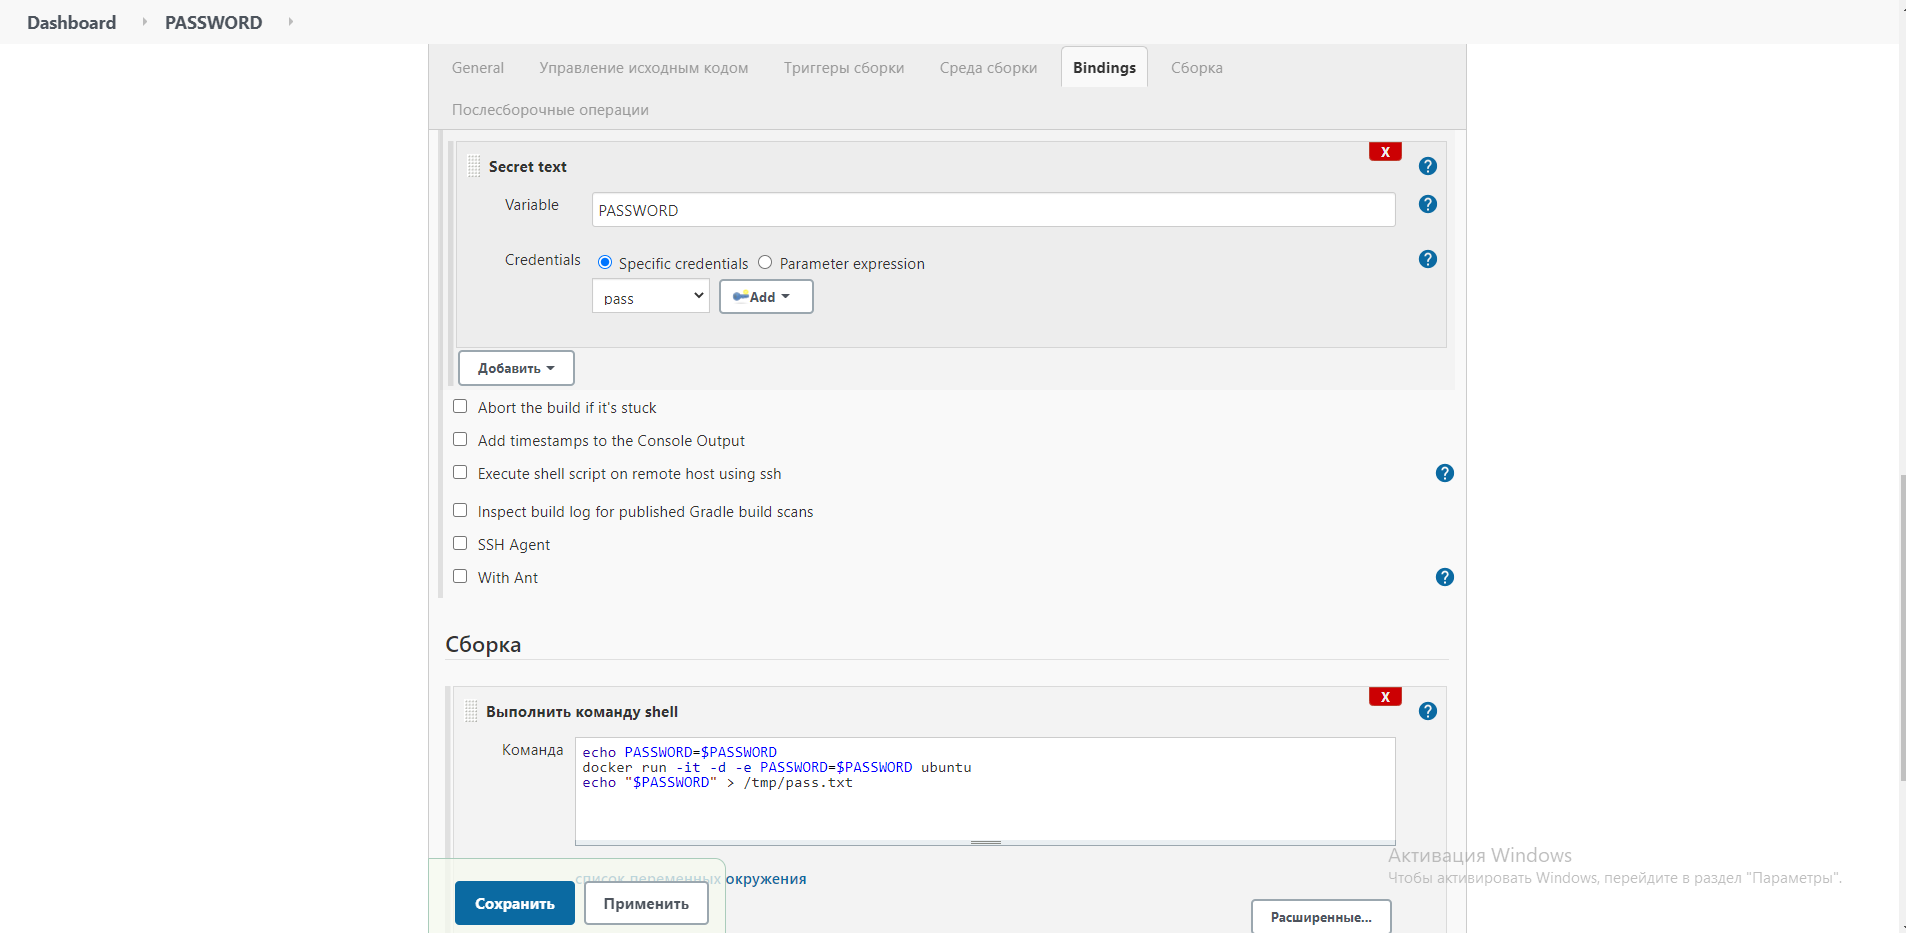 Dashboard PASSWORD
General Управление исходным кодом Триггеры сборки Среда сборки Bindings Сборка
Послесборочные операции
X
Secret text ?
Variable PASSWORD ?
Credentials Specific credentials Parameter expression ?
pass Add
Добавить
Abort the build if it's stuck
Add timestamps to the Console Output
Execute shell script on remote host using ssh ?
Inspect build log for published Gradle build scans
SSH Agent
With Ant ?
Сборка
X
Выполнить команду shell ?
Команда echo PASSWORD=$PASSWORD
docker run -it -d -e PASSWORD=$PASSWORD ubuntu
echo "$PASSWORD" > /tmp/pass.txt
Активация Windows
Чтобы активировать Windows, перейдите в раздел "Параметры".
список переменных окружения
Сохранить Применить
Расширенные...